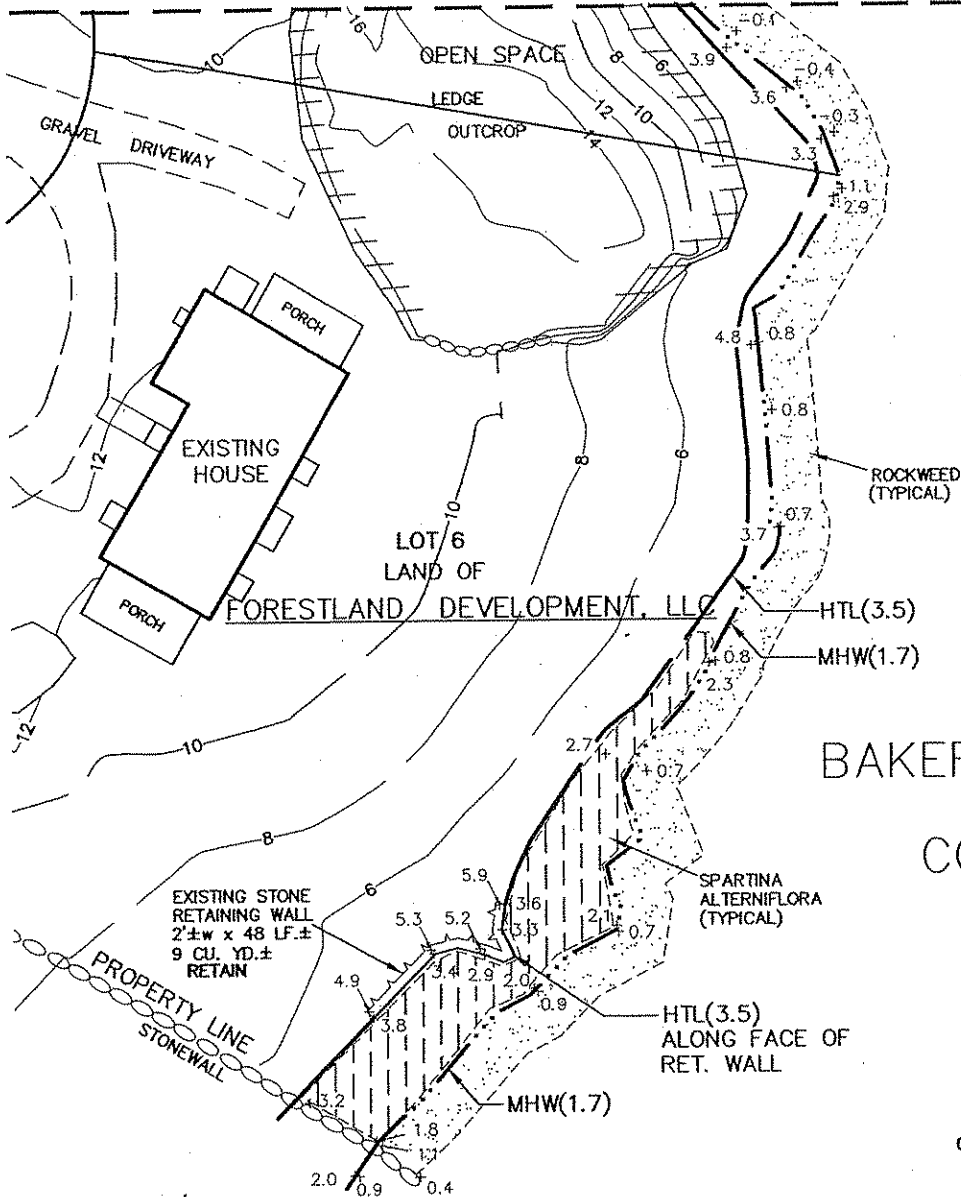 -16
10
OPEN SPACE
8
6
3.9
-0.1
-0.4
LEDGE
12
10
3.6
-0.3
OUTCROP
14
GRAVEL DRIVEWAY
3.3
1.1
2.9
PORCH
4.8
0.8
0.8
EXISTING
HOUSE
12
8
6
ROCKWEED
(TYPICAL)
10
0.7
3.7
LOT 6
LAND OF
FORESTLAND DEVELOPMENT, LLC
HTL(3.5)
PORCH
MHW(1.7)
0.8
2.3
12
10
2.7
0.7
BAKER
8
CO
SPARTINA
ALTERNIFLORA
(TYPICAL)
6
5.9
3.6
EXISTING STONE
RETAINING WALL
2'±w x 48 LF.±
9 CU. YD.±
RETAIN
5.3
5.2
3.3
2.1
0.7
3.4
2.9
2.0
4.9
0.9
3.8
PROPERTY LINE
STONEWALL
HTL(3.5)
ALONG FACE OF
RET. WALL
3.2
MHW(1.7)
1.8
1.1
2.0
0.9
0.4